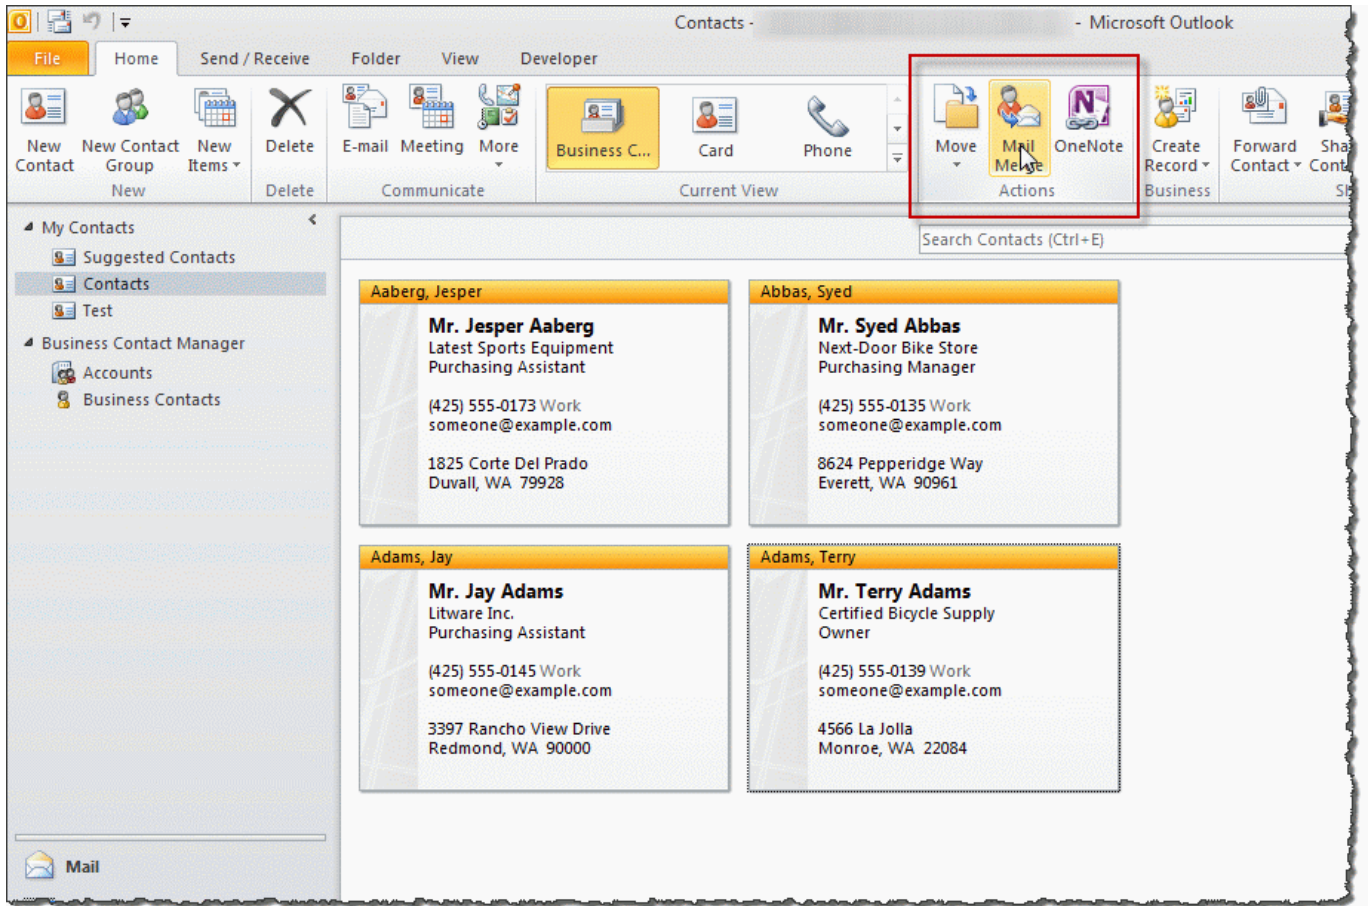 Contacts - - Microsoft Outlook
File Home Send / Receive Folder View Developer
New Contact
New Contact Group
New Items
Delete
E-mail
Meeting
More
Business C...
Card
Phone
Move
Mail Merge
OneNote
Create Record
Forward Contact
New
Delete
Communicate
Current View
Actions
Business
My Contacts
Suggested Contacts
Contacts
Test
Business Contact Manager
Accounts
Business Contacts
Mail
Search Contacts (Ctrl+E)
Aaberg, Jesper
Mr. Jesper Aaberg
Latest Sports Equipment
Purchasing Assistant
(425) 555-0173 Work
someone@example.com
1825 Corte Del Prado
Duvall, WA 79928
Abbas, Syed
Mr. Syed Abbas
Next-Door Bike Store
Purchasing Manager
(425) 555-0135 Work
someone@example.com
8624 Pepperidge Way
Everett, WA 90961
Adams, Jay
Mr. Jay Adams
Litware Inc.
Purchasing Assistant
(425) 555-0145 Work
someone@example.com
3397 Rancho View Drive
Redmond, WA 90000
Adams, Terry
Mr. Terry Adams
Certified Bicycle Supply
Owner
(425) 555-0139 Work
someone@example.com
4566 La Jolla
Monroe, WA 22084